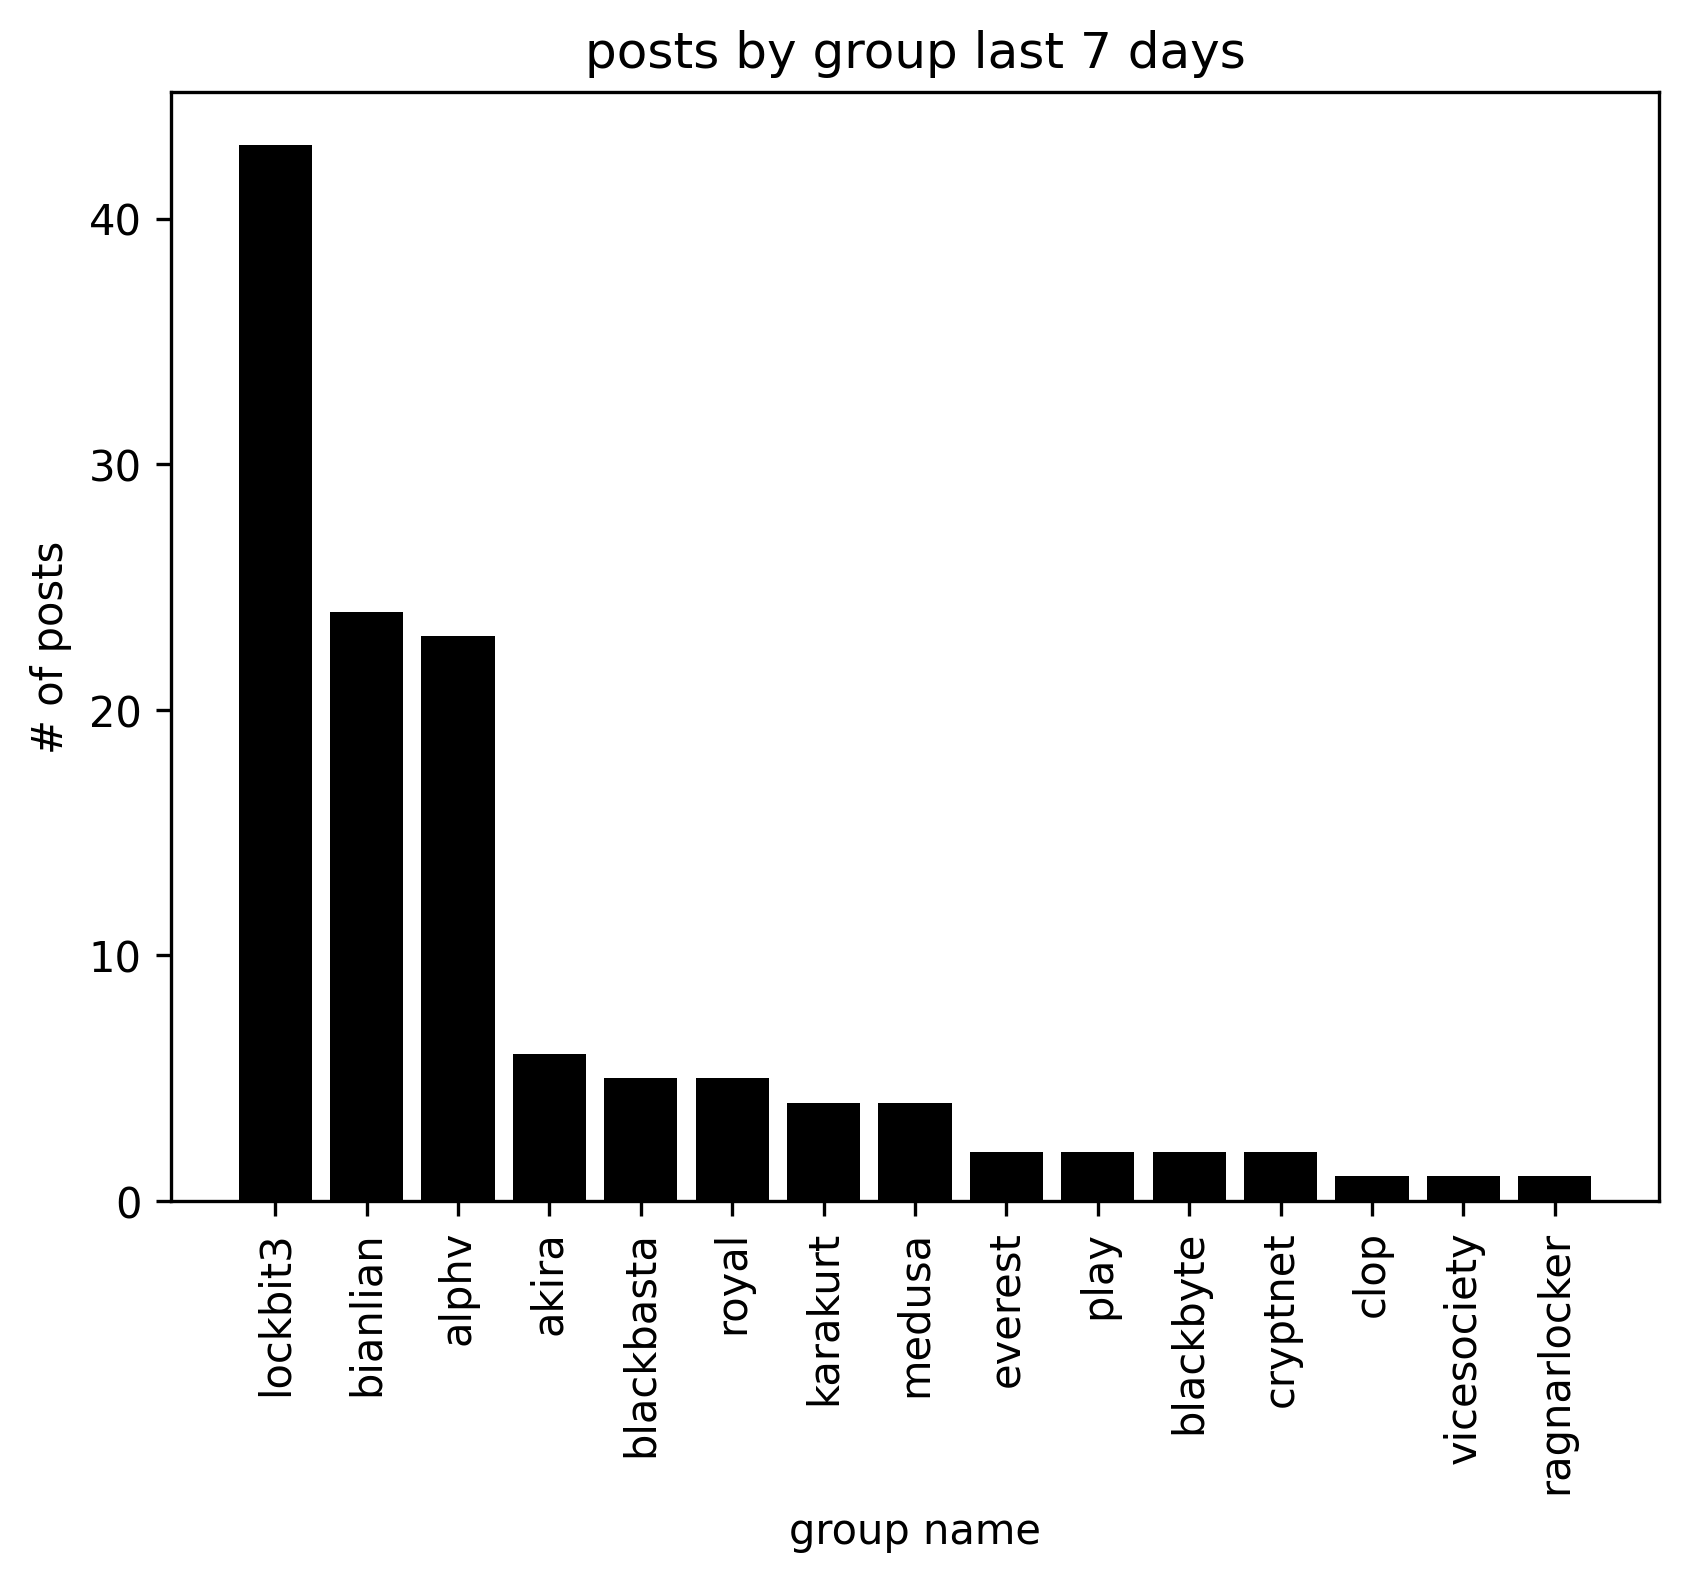 posts by group last 7 days
# of posts
40
30
20
10
0
lockbit3
bianlian
alphv
akira
blackbasta
royal
karakurt
medusa
everest
play
blackbyte
cryptnet
clop
vicesociety
ragnarlocker
group name